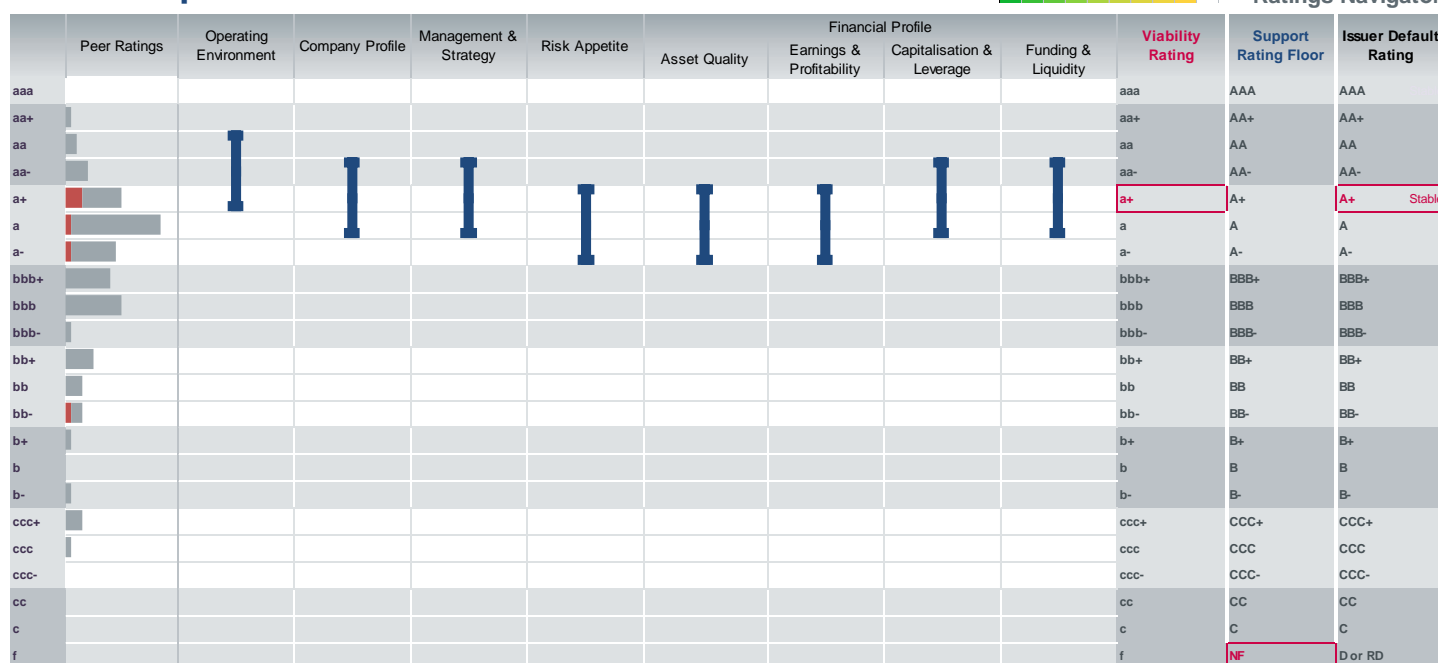 Ratings Navigator
Financial Profile
Peer Ratings
Operating
Environment
Company Profile
Management &
Strategy
Risk Appetite
Asset Quality
Earnings &
Profitability
Capitalisation &
Leverage
Funding &
Liquidity
Viability
Rating
Support
Rating Floor
Issuer Default
Rating
aaa aaa AAA AAA
aa+ aa+ AA+ AA+
aa aa AA AA
aa- aa- AA- AA-
a+ a+ A+ A+ Stable
a a A A
a- a- A- A-
bbb+ bbb+ BBB+ BBB+
bbb bbb BBB BBB
bbb- bbb- BBB- BBB-
bb+ bb+ BB+ BB+
bb bb BB BB
bb- bb- BB- BB-
b+ b+ B+ B+
b b B B
b- b- B- B-
ccc+ ccc+ CCC+ CCC+
ccc ccc CCC CCC
ccc- ccc- CCC- CCC-
cc cc CC CC
c c C C
f f NF D or RD